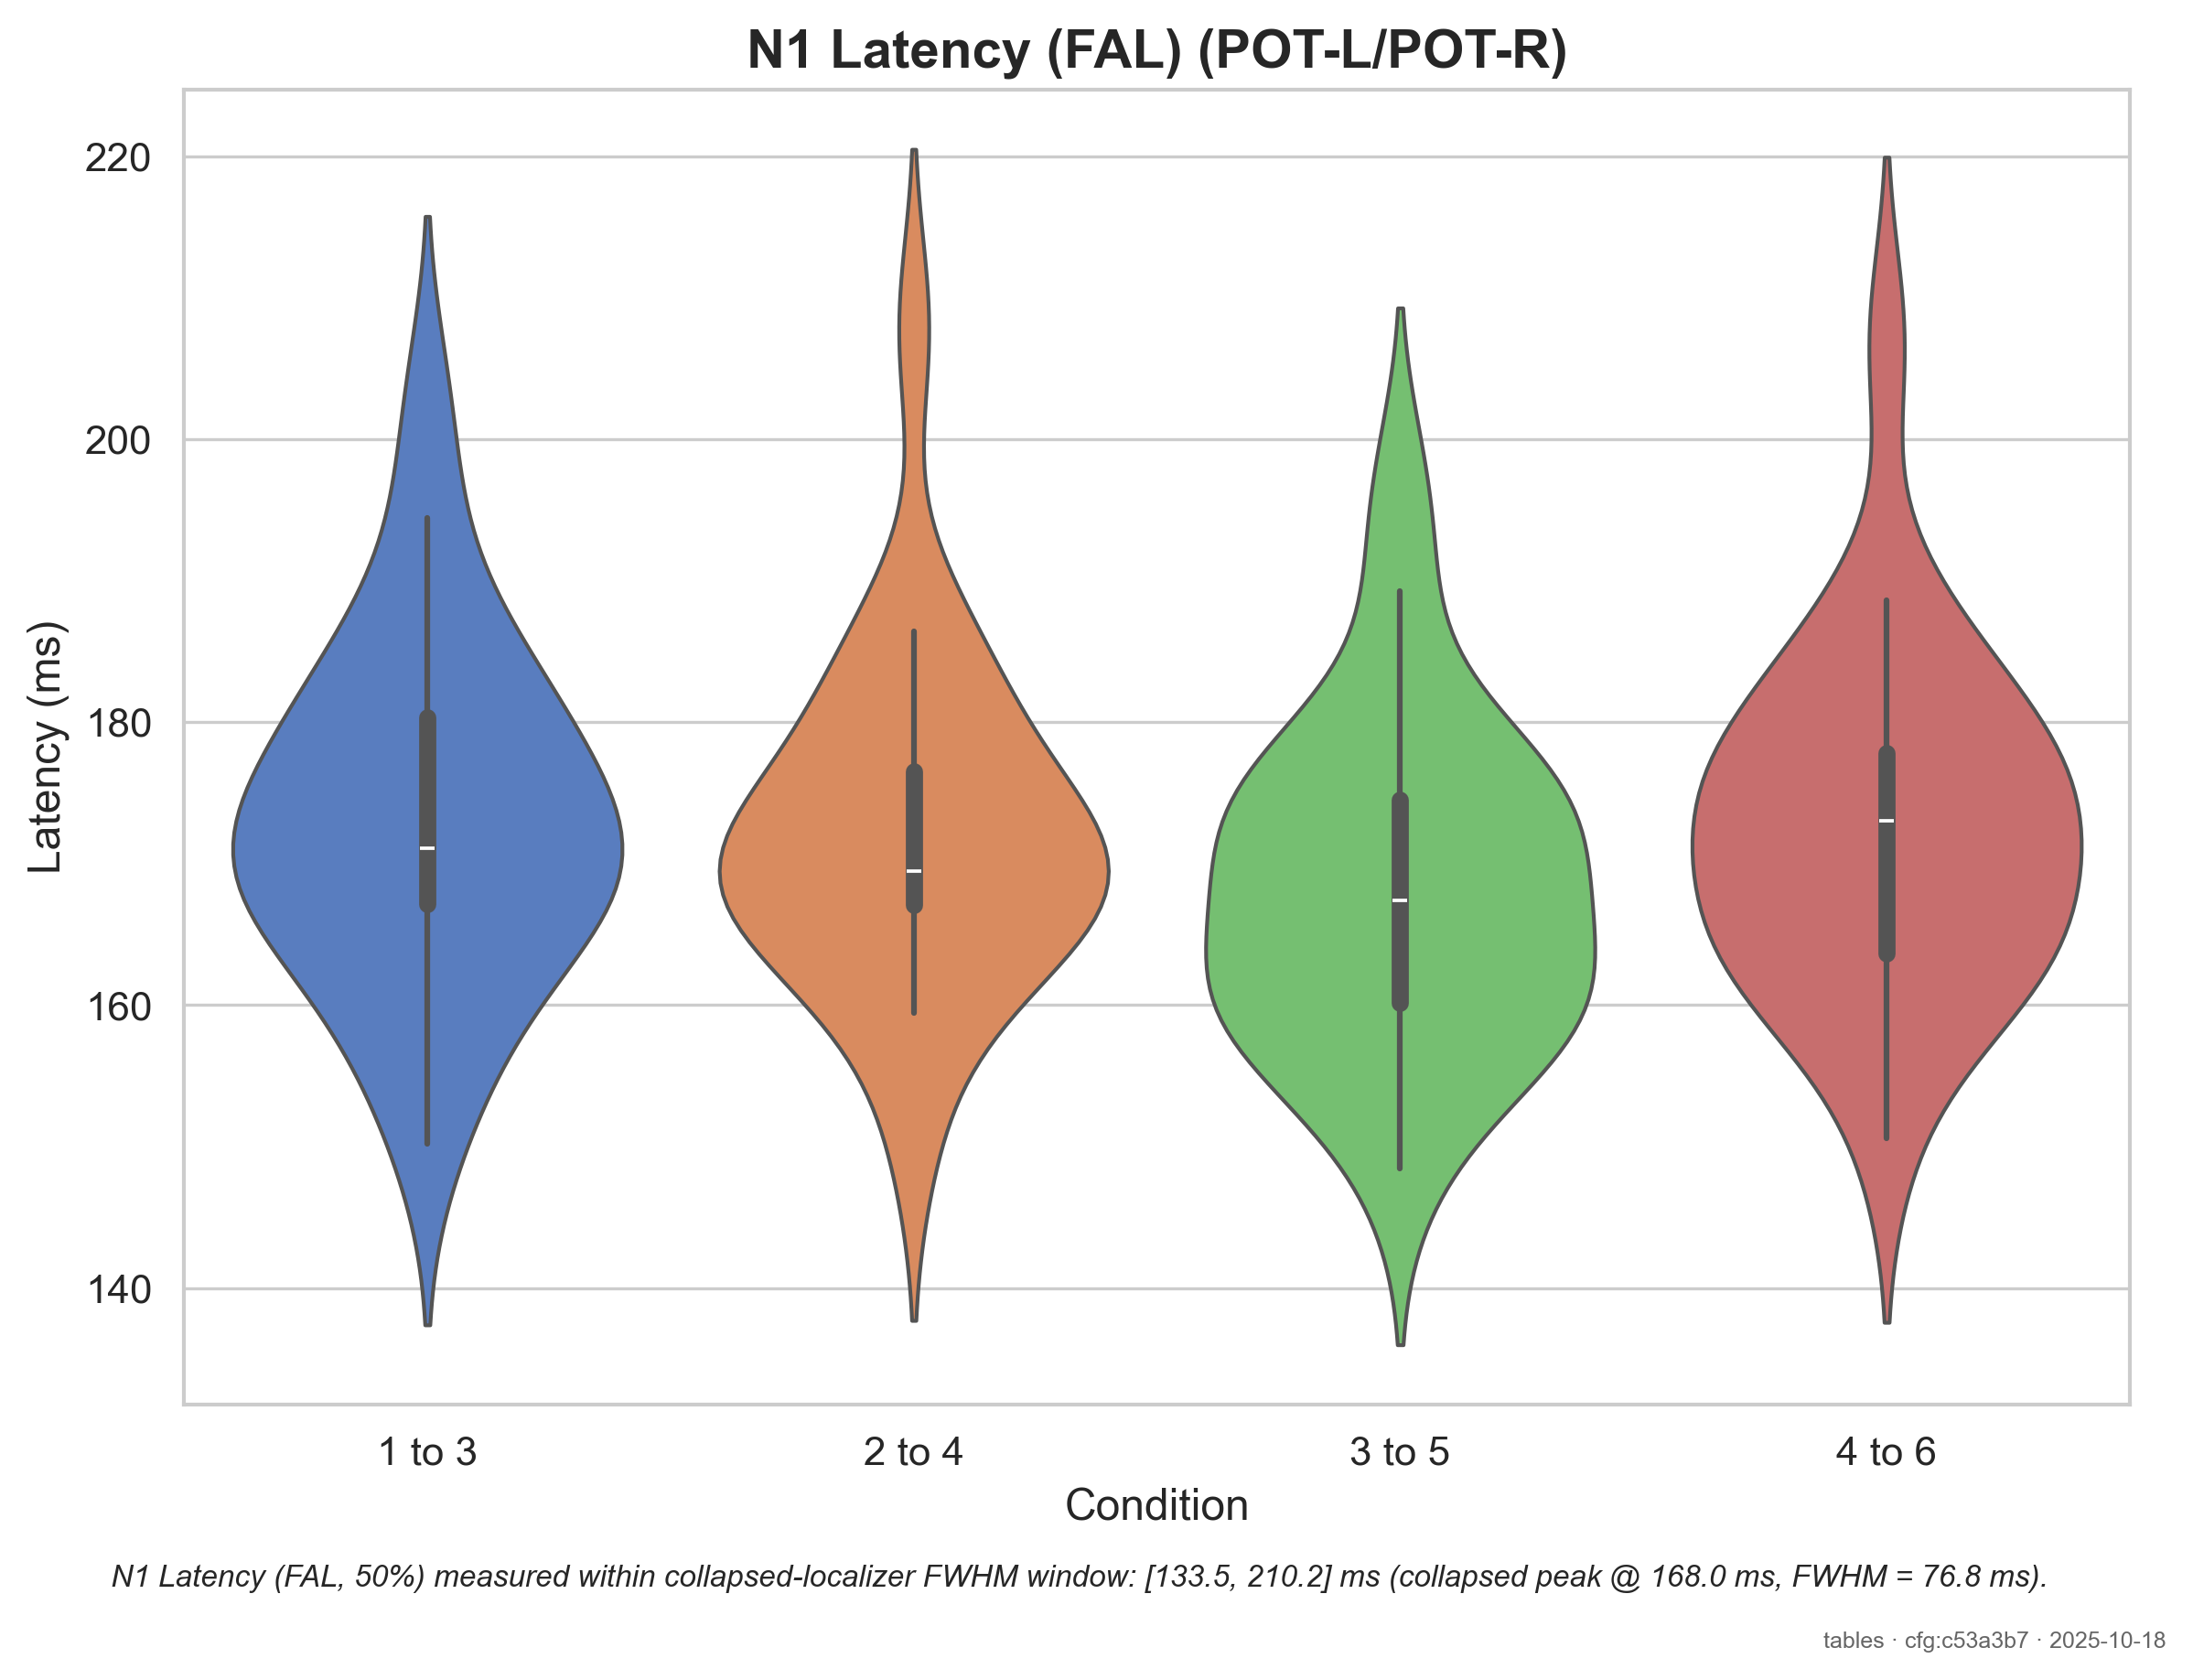 N1 Latency (FAL) (POT-L/POT-R)
Latency (ms)
220
200
180
160
140
1 to 3
2 to 4
3 to 5
4 to 6
Condition
N1 Latency (FAL, 50%) measured within collapsed-localizer FWHM window: [133.5, 210.2] ms (collapsed peak @ 168.0 ms, FWHM = 76.8 ms).
tables · cfg:c53a3b7 · 2025-10-18